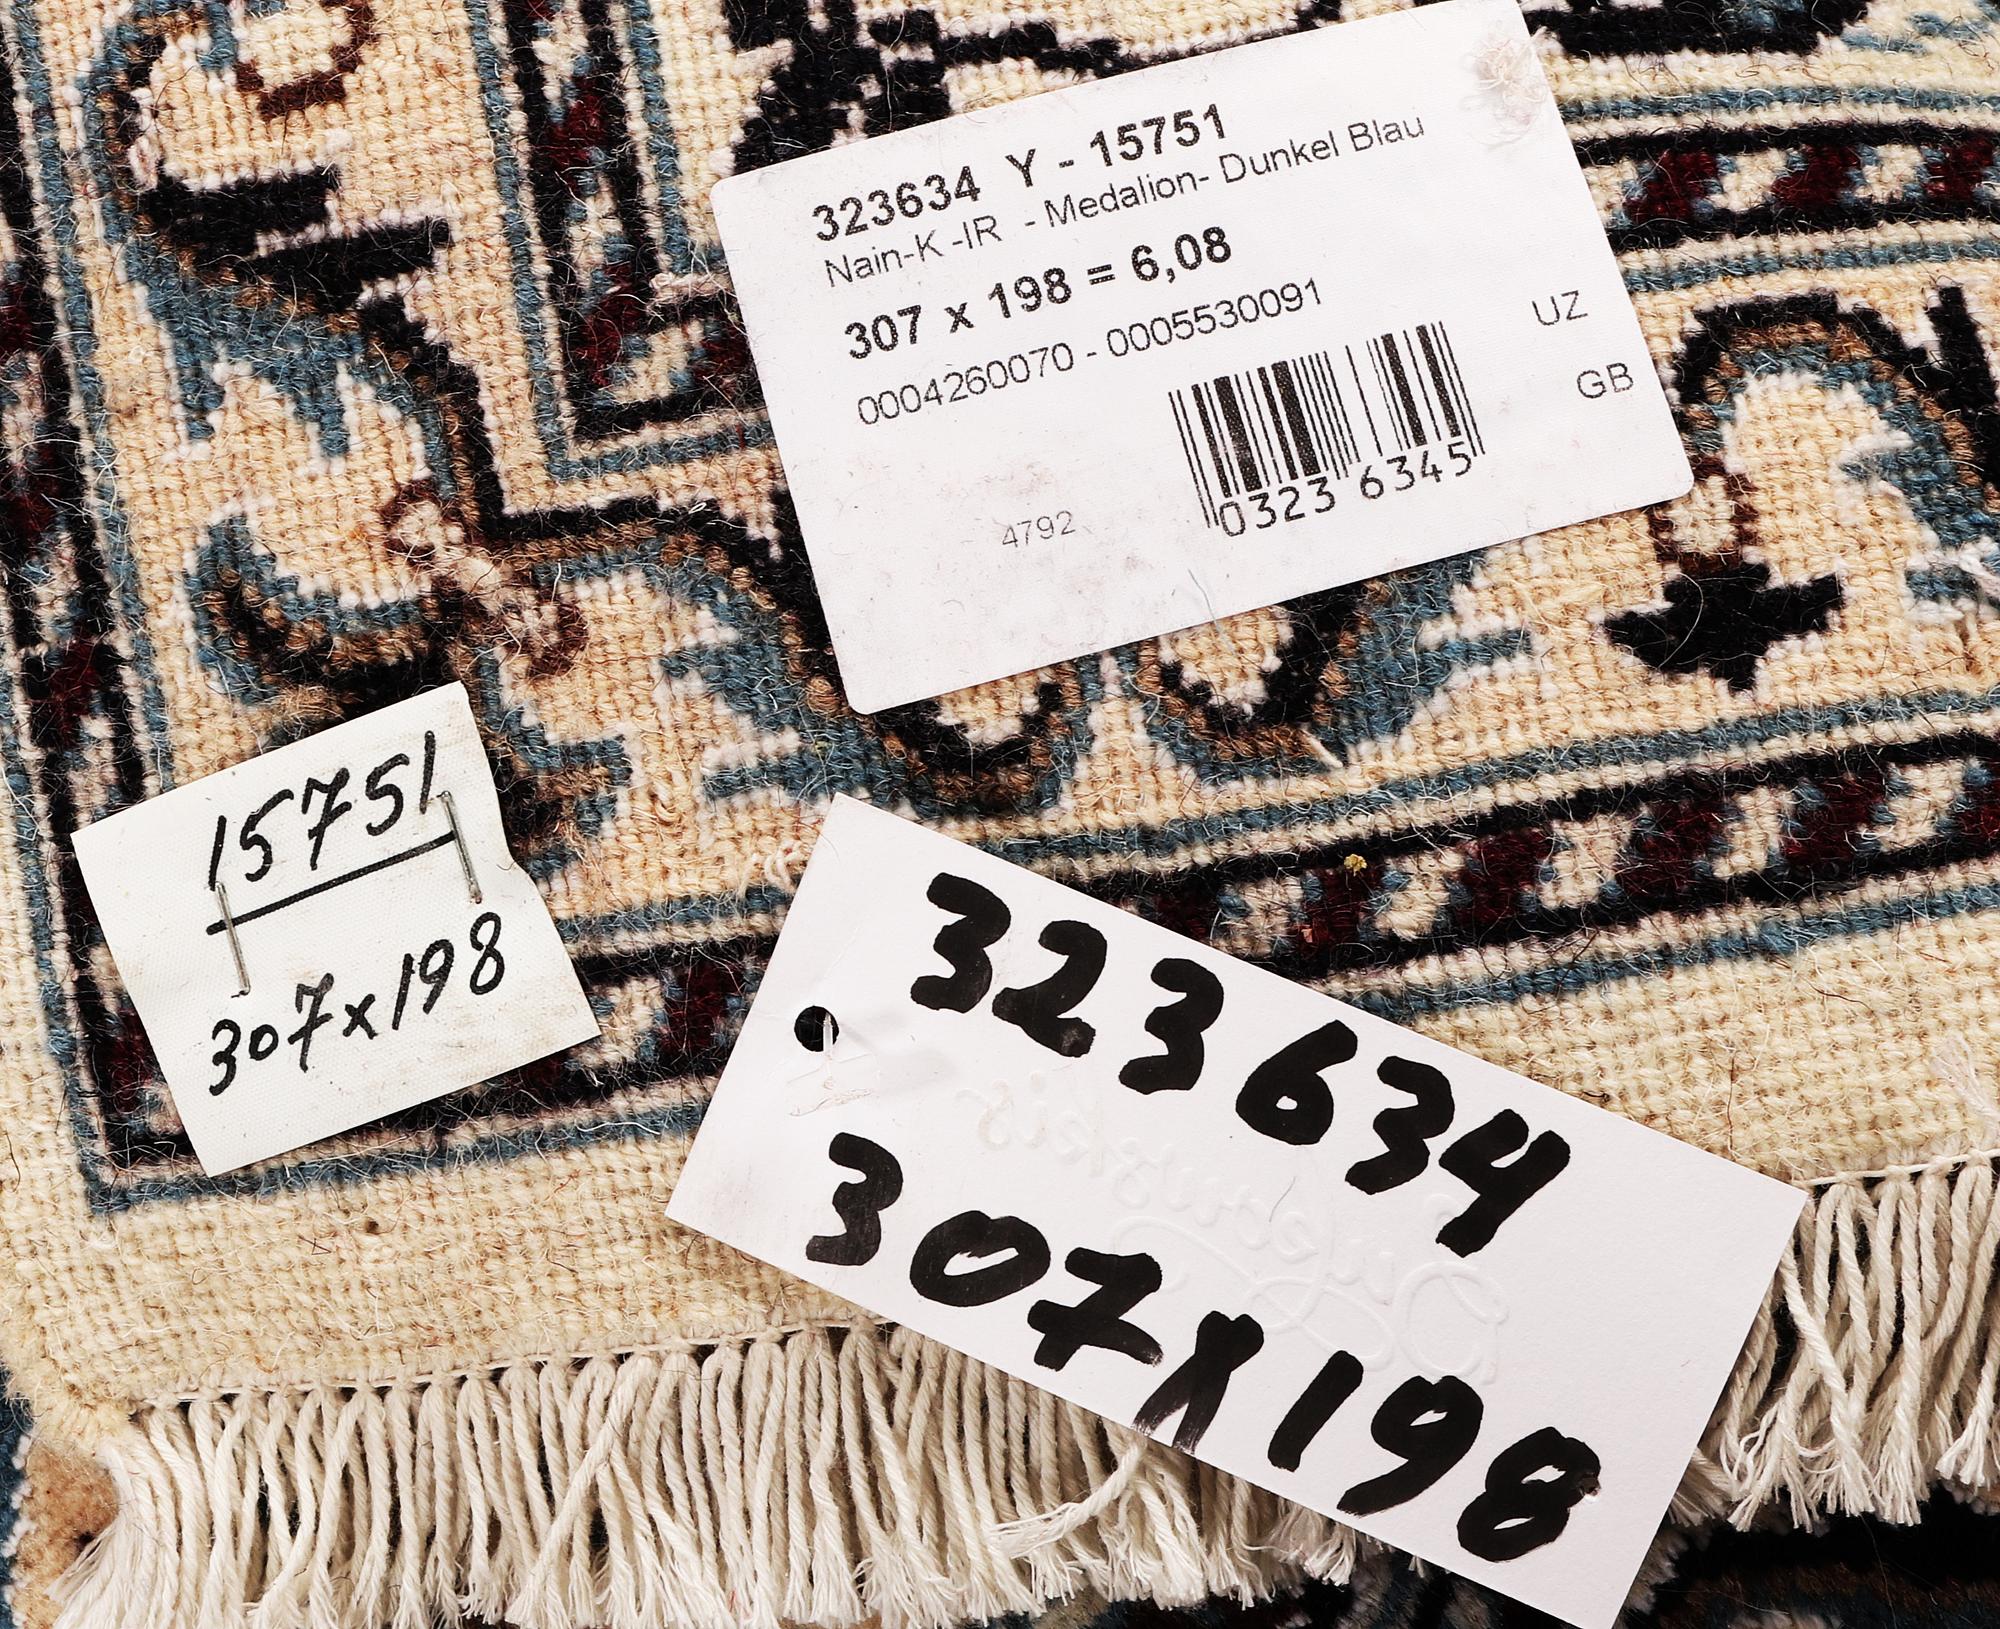 323634 Y - 15751
Nain-K -IR - Medalion- Dunkel Blau
307 x 198 = 6,08
0004260070 - 0005530091
UZ
GB
4792
0323 6345
15751
307x198
323634
307X198